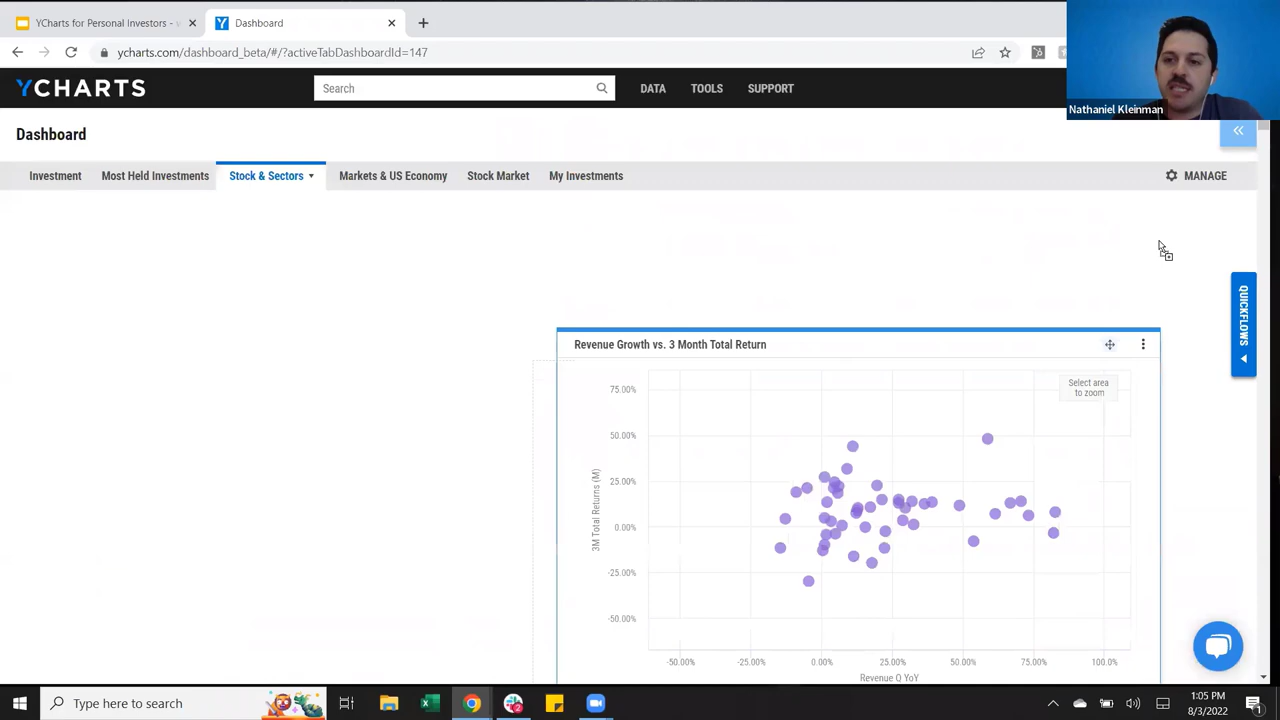 YCharts for Personal Investors -
Dashboard
ycharts.com/dashboard_beta/#/?activeTabDashboardId=147
YCHARTS
Search
DATA
TOOLS
SUPPORT
Nathaniel Kleinman
Dashboard
Investment
Most Held Investments
Stock & Sectors
Markets & US Economy
Stock Market
My Investments
MANAGE
QUICKFLOWS
Revenue Growth vs. 3 Month Total Return
Select area
to zoom
75.00%
50.00%
25.00%
0.00%
-25.00%
-50.00%
3M Total Returns (M)
-50.00%
-25.00%
0.00%
25.00%
50.00%
75.00%
100.0%
Revenue Q YoY
Type here to search
1:05 PM
8/3/2022